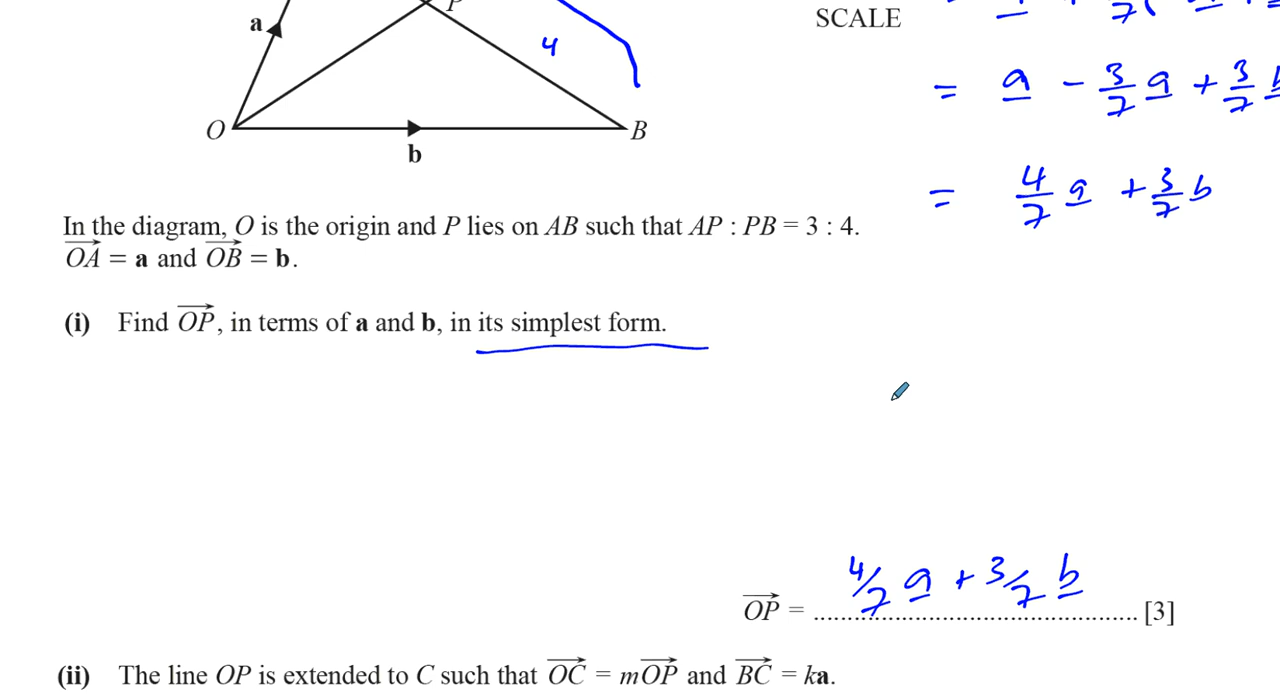 a
P
SCALE
4
= a - 3/7 a + 3/7 b
O
B
b
= 4/7 a + 3/7 b
In the diagram, O is the origin and P lies on AB such that AP : PB = 3 : 4.
OA = a and OB = b.
(i) Find OP, in terms of a and b, in its simplest form.
4/7 a + 3/7 b
OP = .................................................. [3]
(ii) The line OP is extended to C such that OC = mOP and BC = ka.